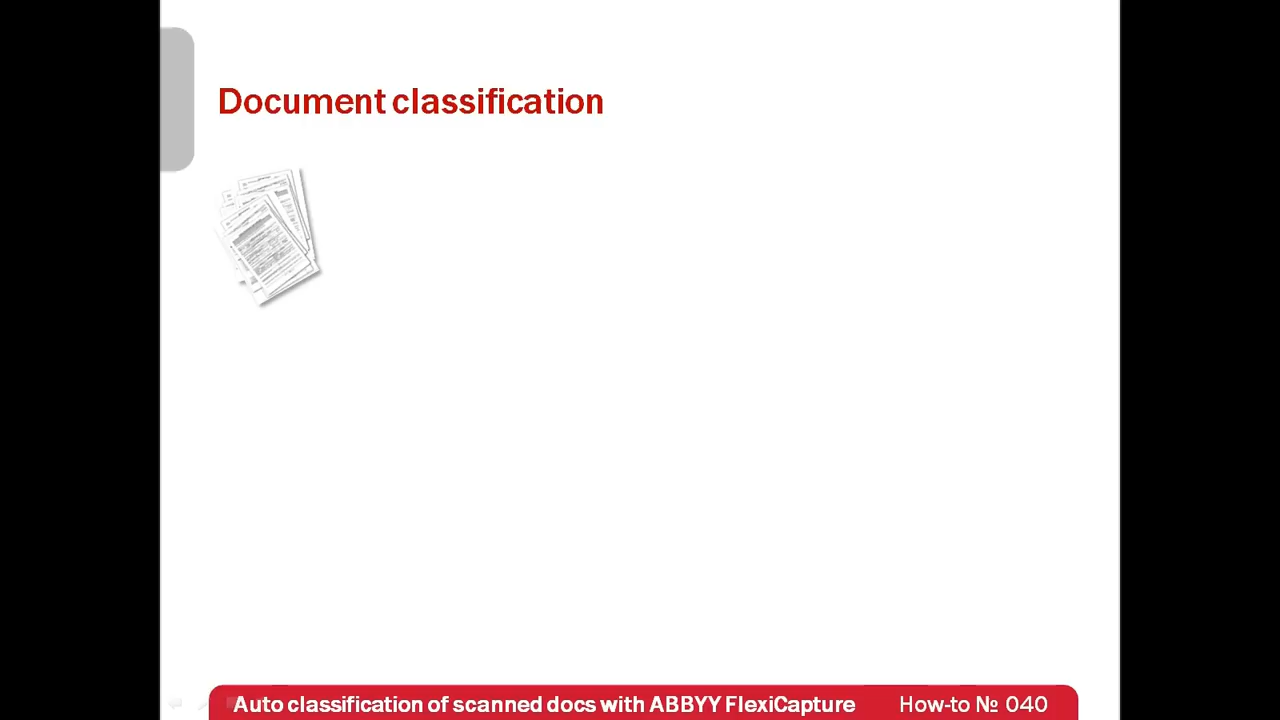 Document classification
Auto classification of scanned docs with ABBYY FlexiCapture How-to № 040